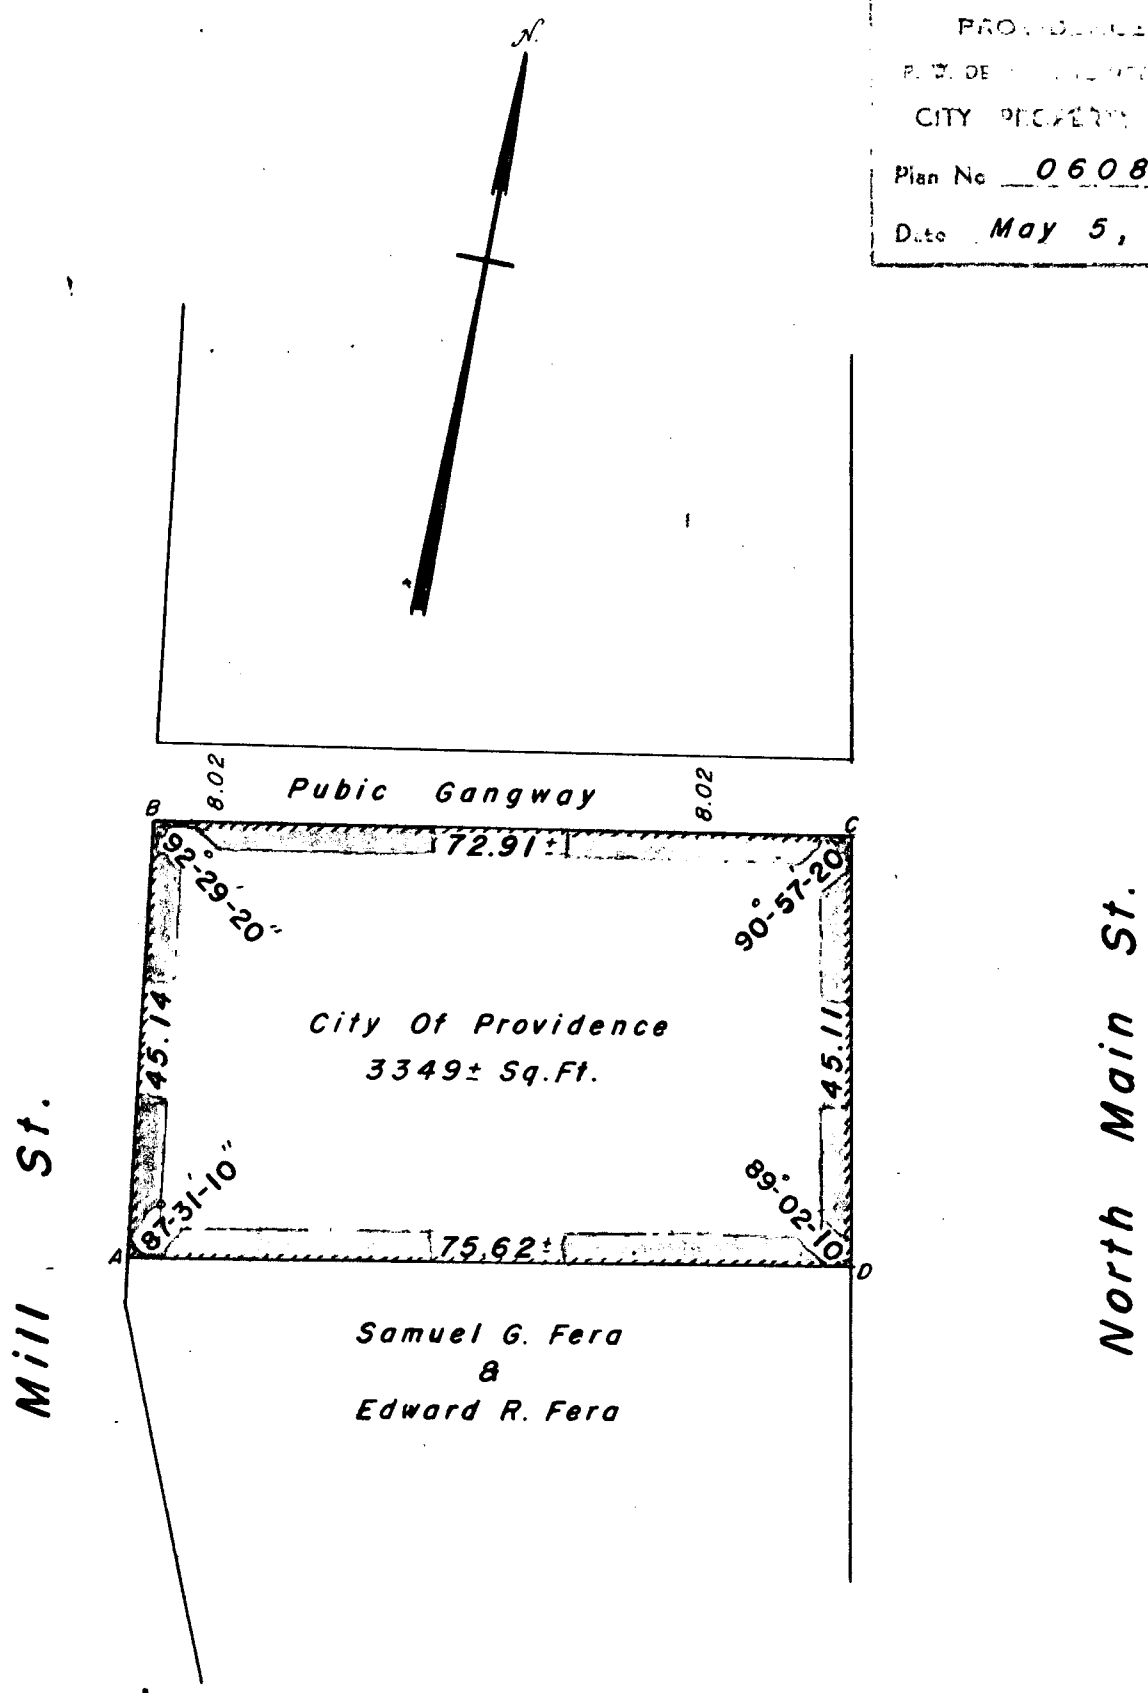 N.
CITY
Plan No 0608
Date May 5,
8.02
8.02
Pubic Gangway
B
C
72.91±
92°-29'-20"
90°-57'-20
45.14
45.11
City Of Providence
3349± Sq.Ft.
87°-31'-10"
89°-02-10
A
75.62±
D
Mill St.
North Main St.
Samuel G. Fera
&
Edward R. Fera